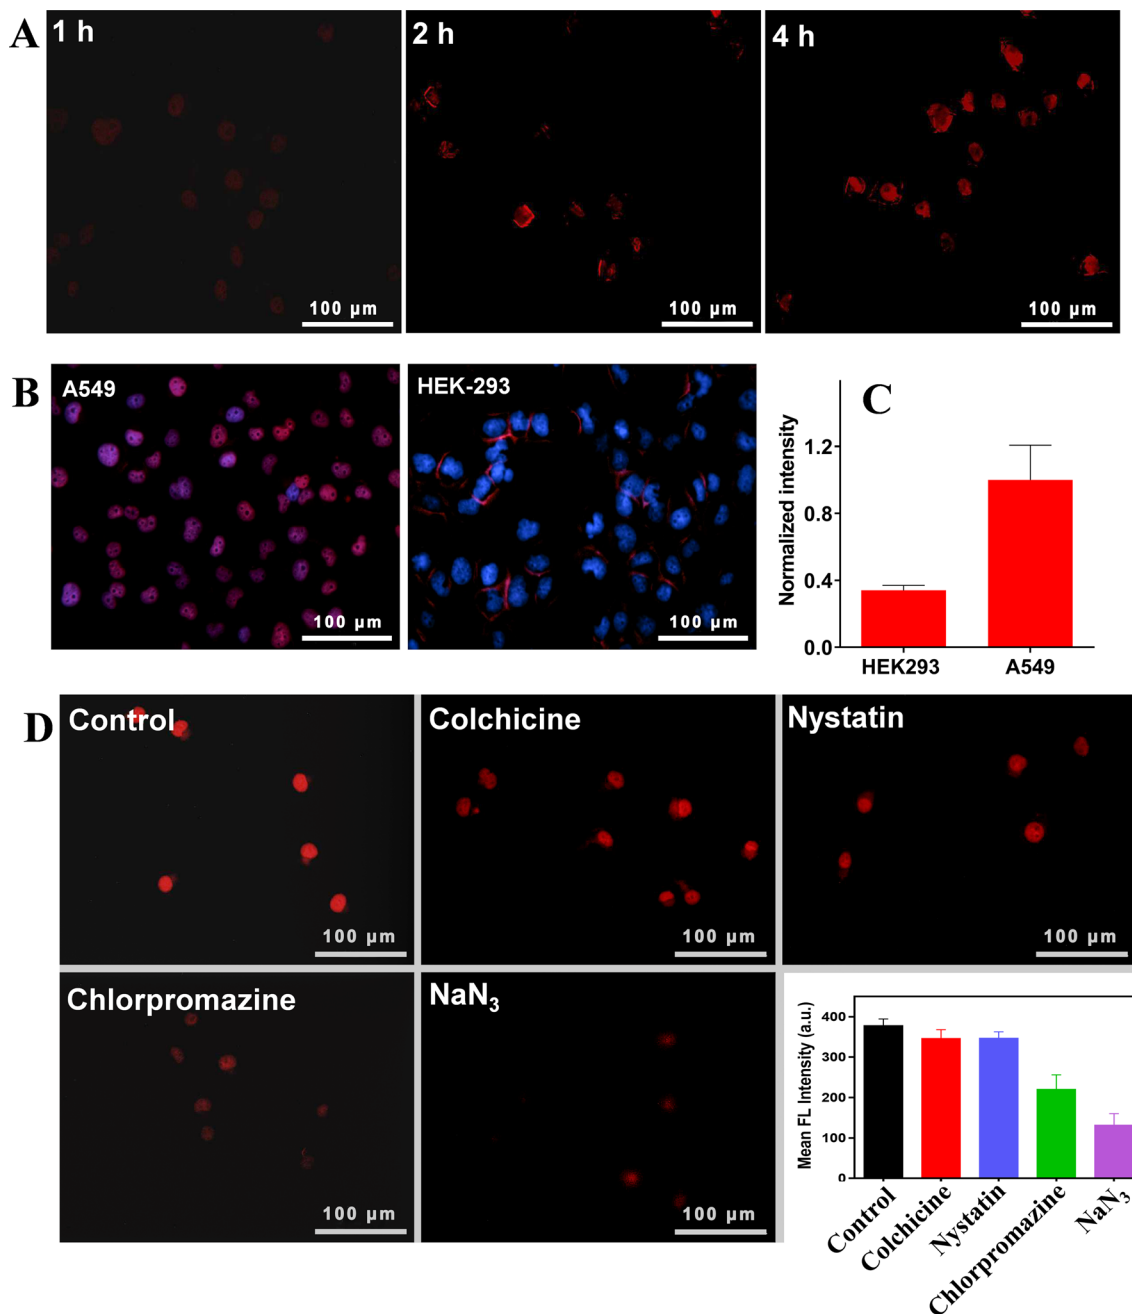 A
1 h
2 h
4 h
100 µm
100 µm
100 µm
B
A549
HEK-293
100 µm
100 µm
C
Normalized intensity
1.2
0.8
0.4
0.0
HEK293
A549
D
Control
Colchicine
Nystatin
100 µm
100 µm
100 µm
Chlorpromazine
NaN₃
100 µm
100 µm
Mean FL Intensity (a.u.)
400
300
200
100
0
Control
Colchicine
Nystatin
Chlorpromazine
NaN₃